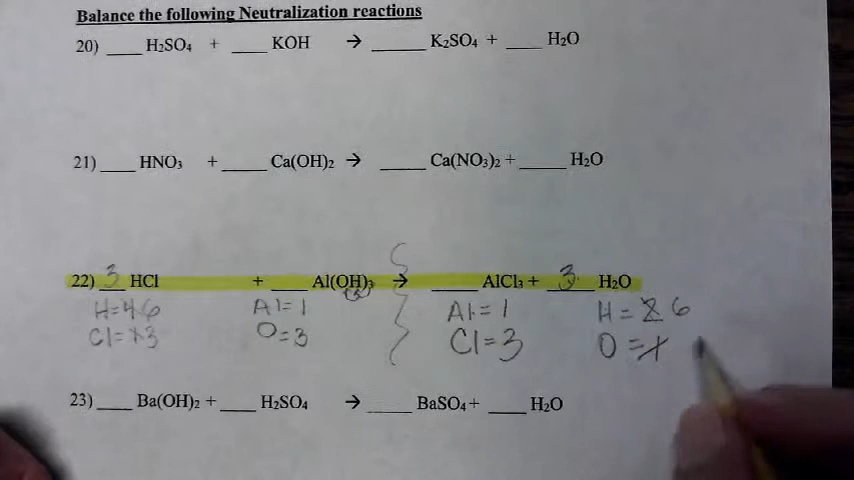 Balance the following Neutralization reactions
20) ____ H₂SO₄ + ____ KOH → ______ K₂SO₄ + ____ H₂O
21) ____ HNO₃ + _____ Ca(OH)₂ → _____ Ca(NO₃)₂ + _____ H₂O
22) 3 HCl + ____ Al(OH)₃ → _____ AlCl₃ + 3 H₂O
H=4 6 Al=1 Al=1 H=2 6
Cl=1 3 O=3 Cl=3 O=1
23) ____ Ba(OH)₂ + ____ H₂SO₄ → _____ BaSO₄ + ____ H₂O